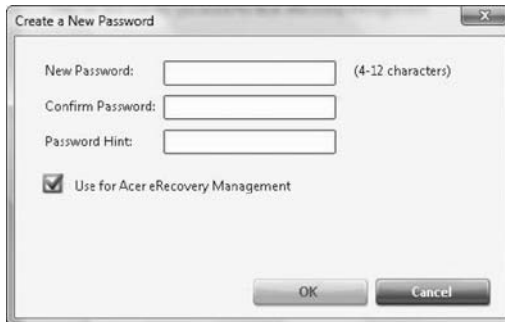 Create a New Password
New Password:
(4-12 characters)
Confirm Password:
Password Hint:
Use for Acer eRecovery Management
OK
Cancel